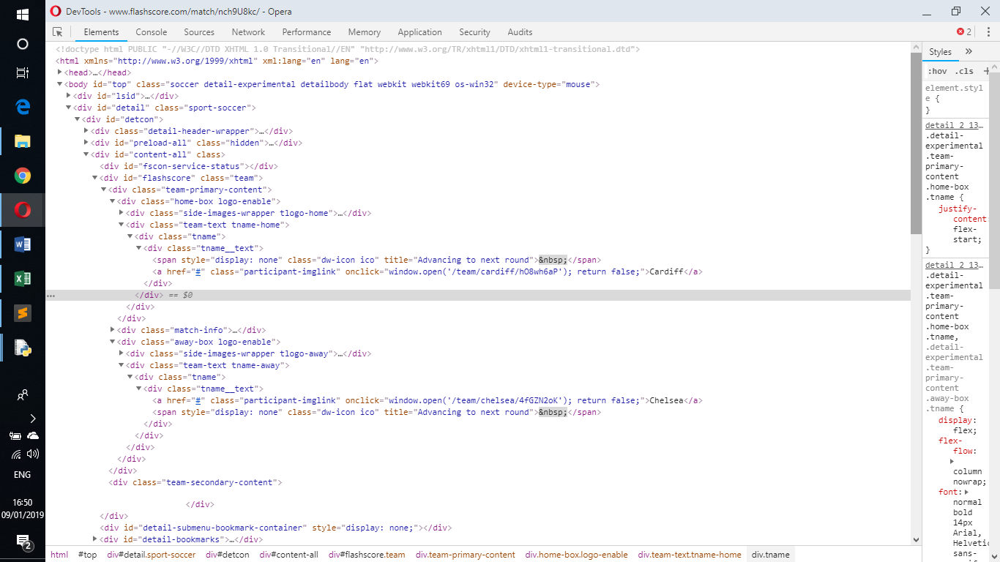 DevTools - www.flashscore.com/match/nch9U8kc/ - Opera
Elements Console Sources Network Performance Memory Application Security Audits 2
<!doctype html PUBLIC "-//W3C//DTD XHTML 1.0 Transitional//EN" "http://www.w3.org/TR/xhtml1/DTD/xhtml1-transitional.dtd">
<html xmlns="http://www.w3.org/1999/xhtml" xml:lang="en" lang="en">
<head>…</head>
<body id="top" class="soccer detail-experimental detailbody flat webkit webkit69 os-win32" device-type="mouse">
<div id="lsid">…</div>
<div id="detail" class="sport-soccer">
<div id="detcon">
<div class="detail-header-wrapper">…</div>
<div id="preload-all" class="hidden">…</div>
<div id="content-all" class>
<div id="fscon-service-status"></div>
<div id="flashscore" class="team">
<div class="team-primary-content">
<div class="home-box logo-enable">
<div class="side-images-wrapper tlogo-home">…</div>
<div class="team-text tname-home">
<div class="tname">
<div class="tname__text">
<span style="display: none" class="dw-icon ico" title="Advancing to next round">&nbsp;</span>
<a href="#" class="participant-imglink" onclick="window.open('/team/cardiff/hO8wh6aP'); return false;">Cardiff</a>
</div>
… </div> == $0
</div>
</div>
<div class="match-info">…</div>
<div class="away-box logo-enable">
<div class="side-images-wrapper tlogo-away">…</div>
<div class="team-text tname-away">
<div class="tname">
<div class="tname__text">
<a href="#" class="participant-imglink" onclick="window.open('/team/chelsea/4fGZN2oK'); return false;">Chelsea</a>
<span style="display: none" class="dw-icon ico" title="Advancing to next round">&nbsp;</span>
</div>
</div>
</div>
</div>
</div>
<div class="team-secondary-content">
</div>
</div>
<div id="detail-submenu-bookmark-container" style="display: none;"></div>
<div id="detail-bookmarks">…</div>
html #top div#detail.sport-soccer div#detcon div#content-all div#flashscore.team div.team-primary-content div.home-box.logo-enable div.team-text.tname-home div.tname
Styles »
:hov .cls +
element.styl
e {
}
detail_2_13…
.detail-
experimental
.team-
primary-
content
.home-box
.tname {
justify-
content:
flex-
start;
}
detail_2_13…
.detail-
experimental
.team-
primary-
content
.home-box
.tname,
.detail-
experimental
.team-
primary-
content
.away-box
.tname {
display:
flex;
flex-
flow:
column
nowrap;
font:
normal
bold
14px
Arial,
Helvetic
sans-
ENG
16:50
09/01/2019
2